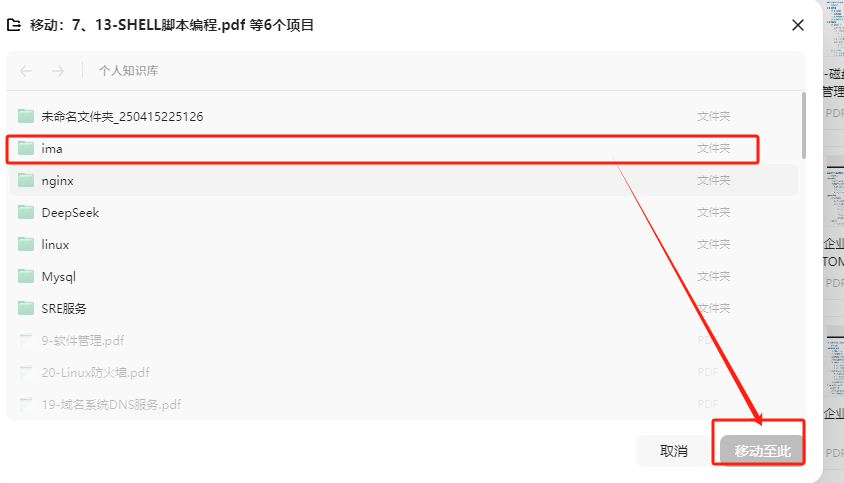 移动：7、13-SHELL脚本编程.pdf 等6个项目
个人知识库
未命名文件夹_250415225126 文件夹
ima 文件夹
nginx 文件夹
DeepSeek 文件夹
linux 文件夹
Mysql 文件夹
SRE服务 文件夹
9-软件管理.pdf PDF
20-Linux防火墙.pdf PDF
19-域名系统DNS服务.pdf PDF
取消 移动至此
-磁盘
管理
PDF
企业
TOM
PDF
企业
PDF